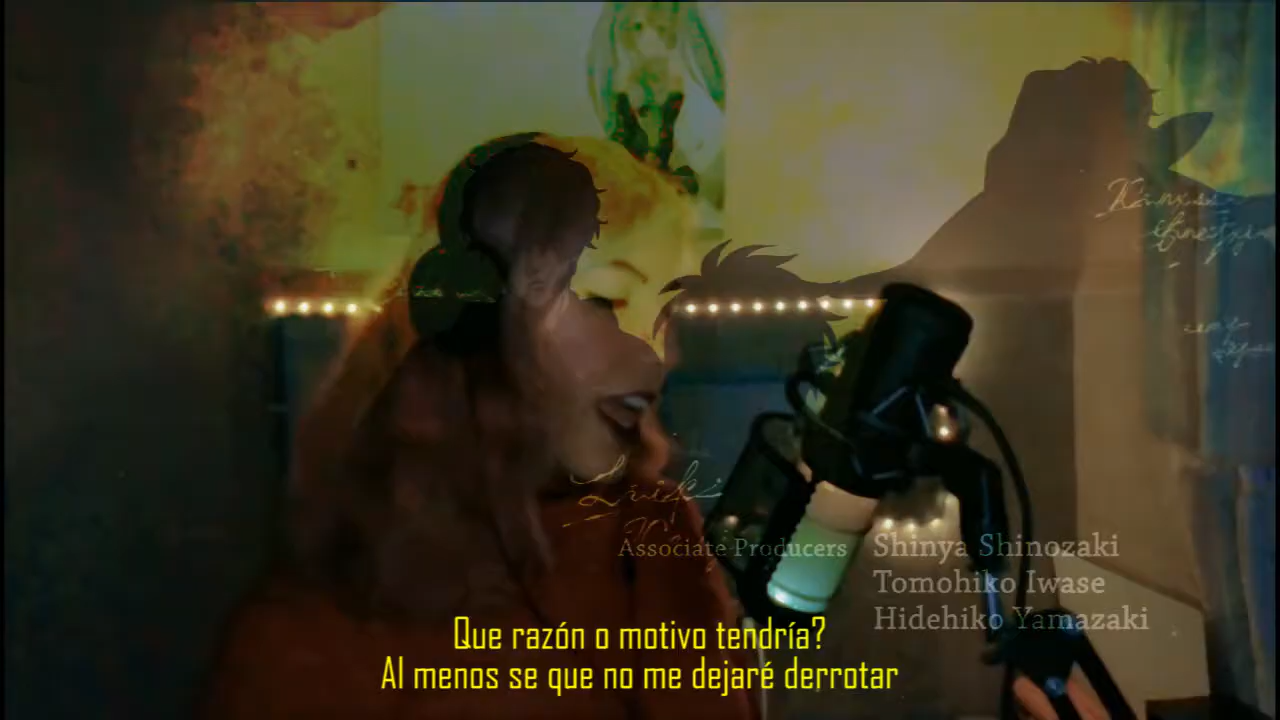 Associate Producers
Shinya Shinozaki
Tomohiko Iwase
Hidehiko Yamazaki
Que razón o motivo tendría?
Al menos se que no me dejaré derrotar